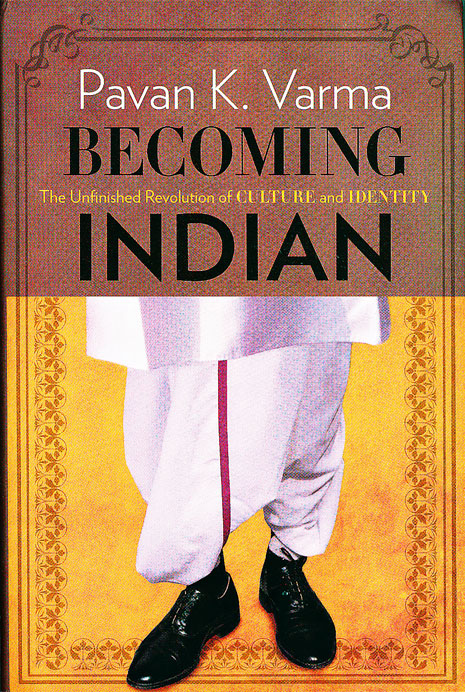 Pavan K. Varma
BECOMING
The Unfinished Revolution of CULTURE and IDENTITY
INDIAN